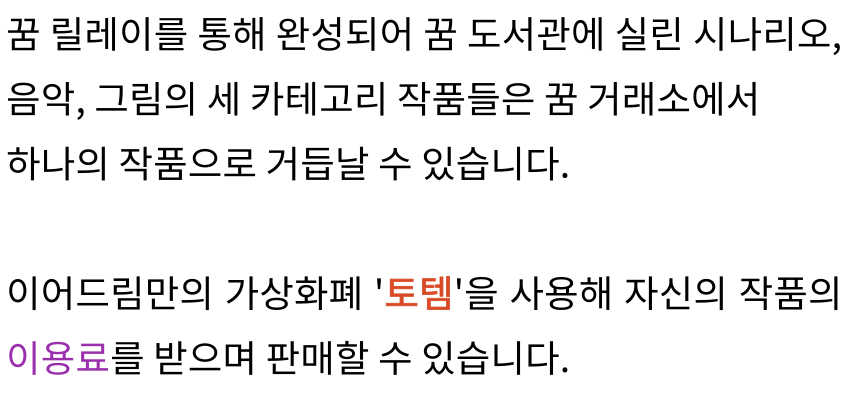 꿈 릴레이를 통해 완성되어 꿈 도서관에 실린 시나리오,
음악, 그림의 세 카테고리 작품들은 꿈 거래소에서
하나의 작품으로 거듭날 수 있습니다.
이어드림만의 가상화폐 '토템'을 사용해 자신의 작품의
이용료를 받으며 판매할 수 있습니다.